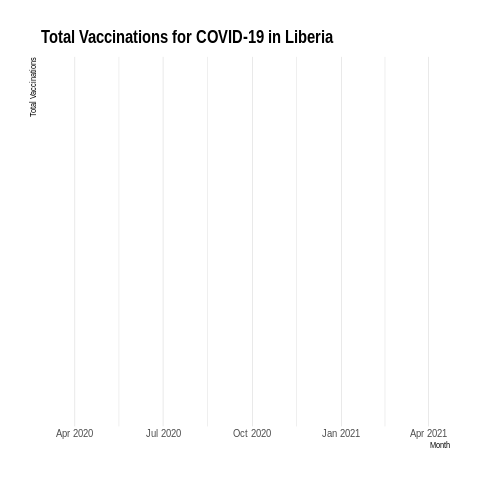 Total Vaccinations for COVID-19 in Liberia
Total Vaccinations
Apr 2020
Jul 2020
Oct 2020
Jan 2021
Apr 2021
Month